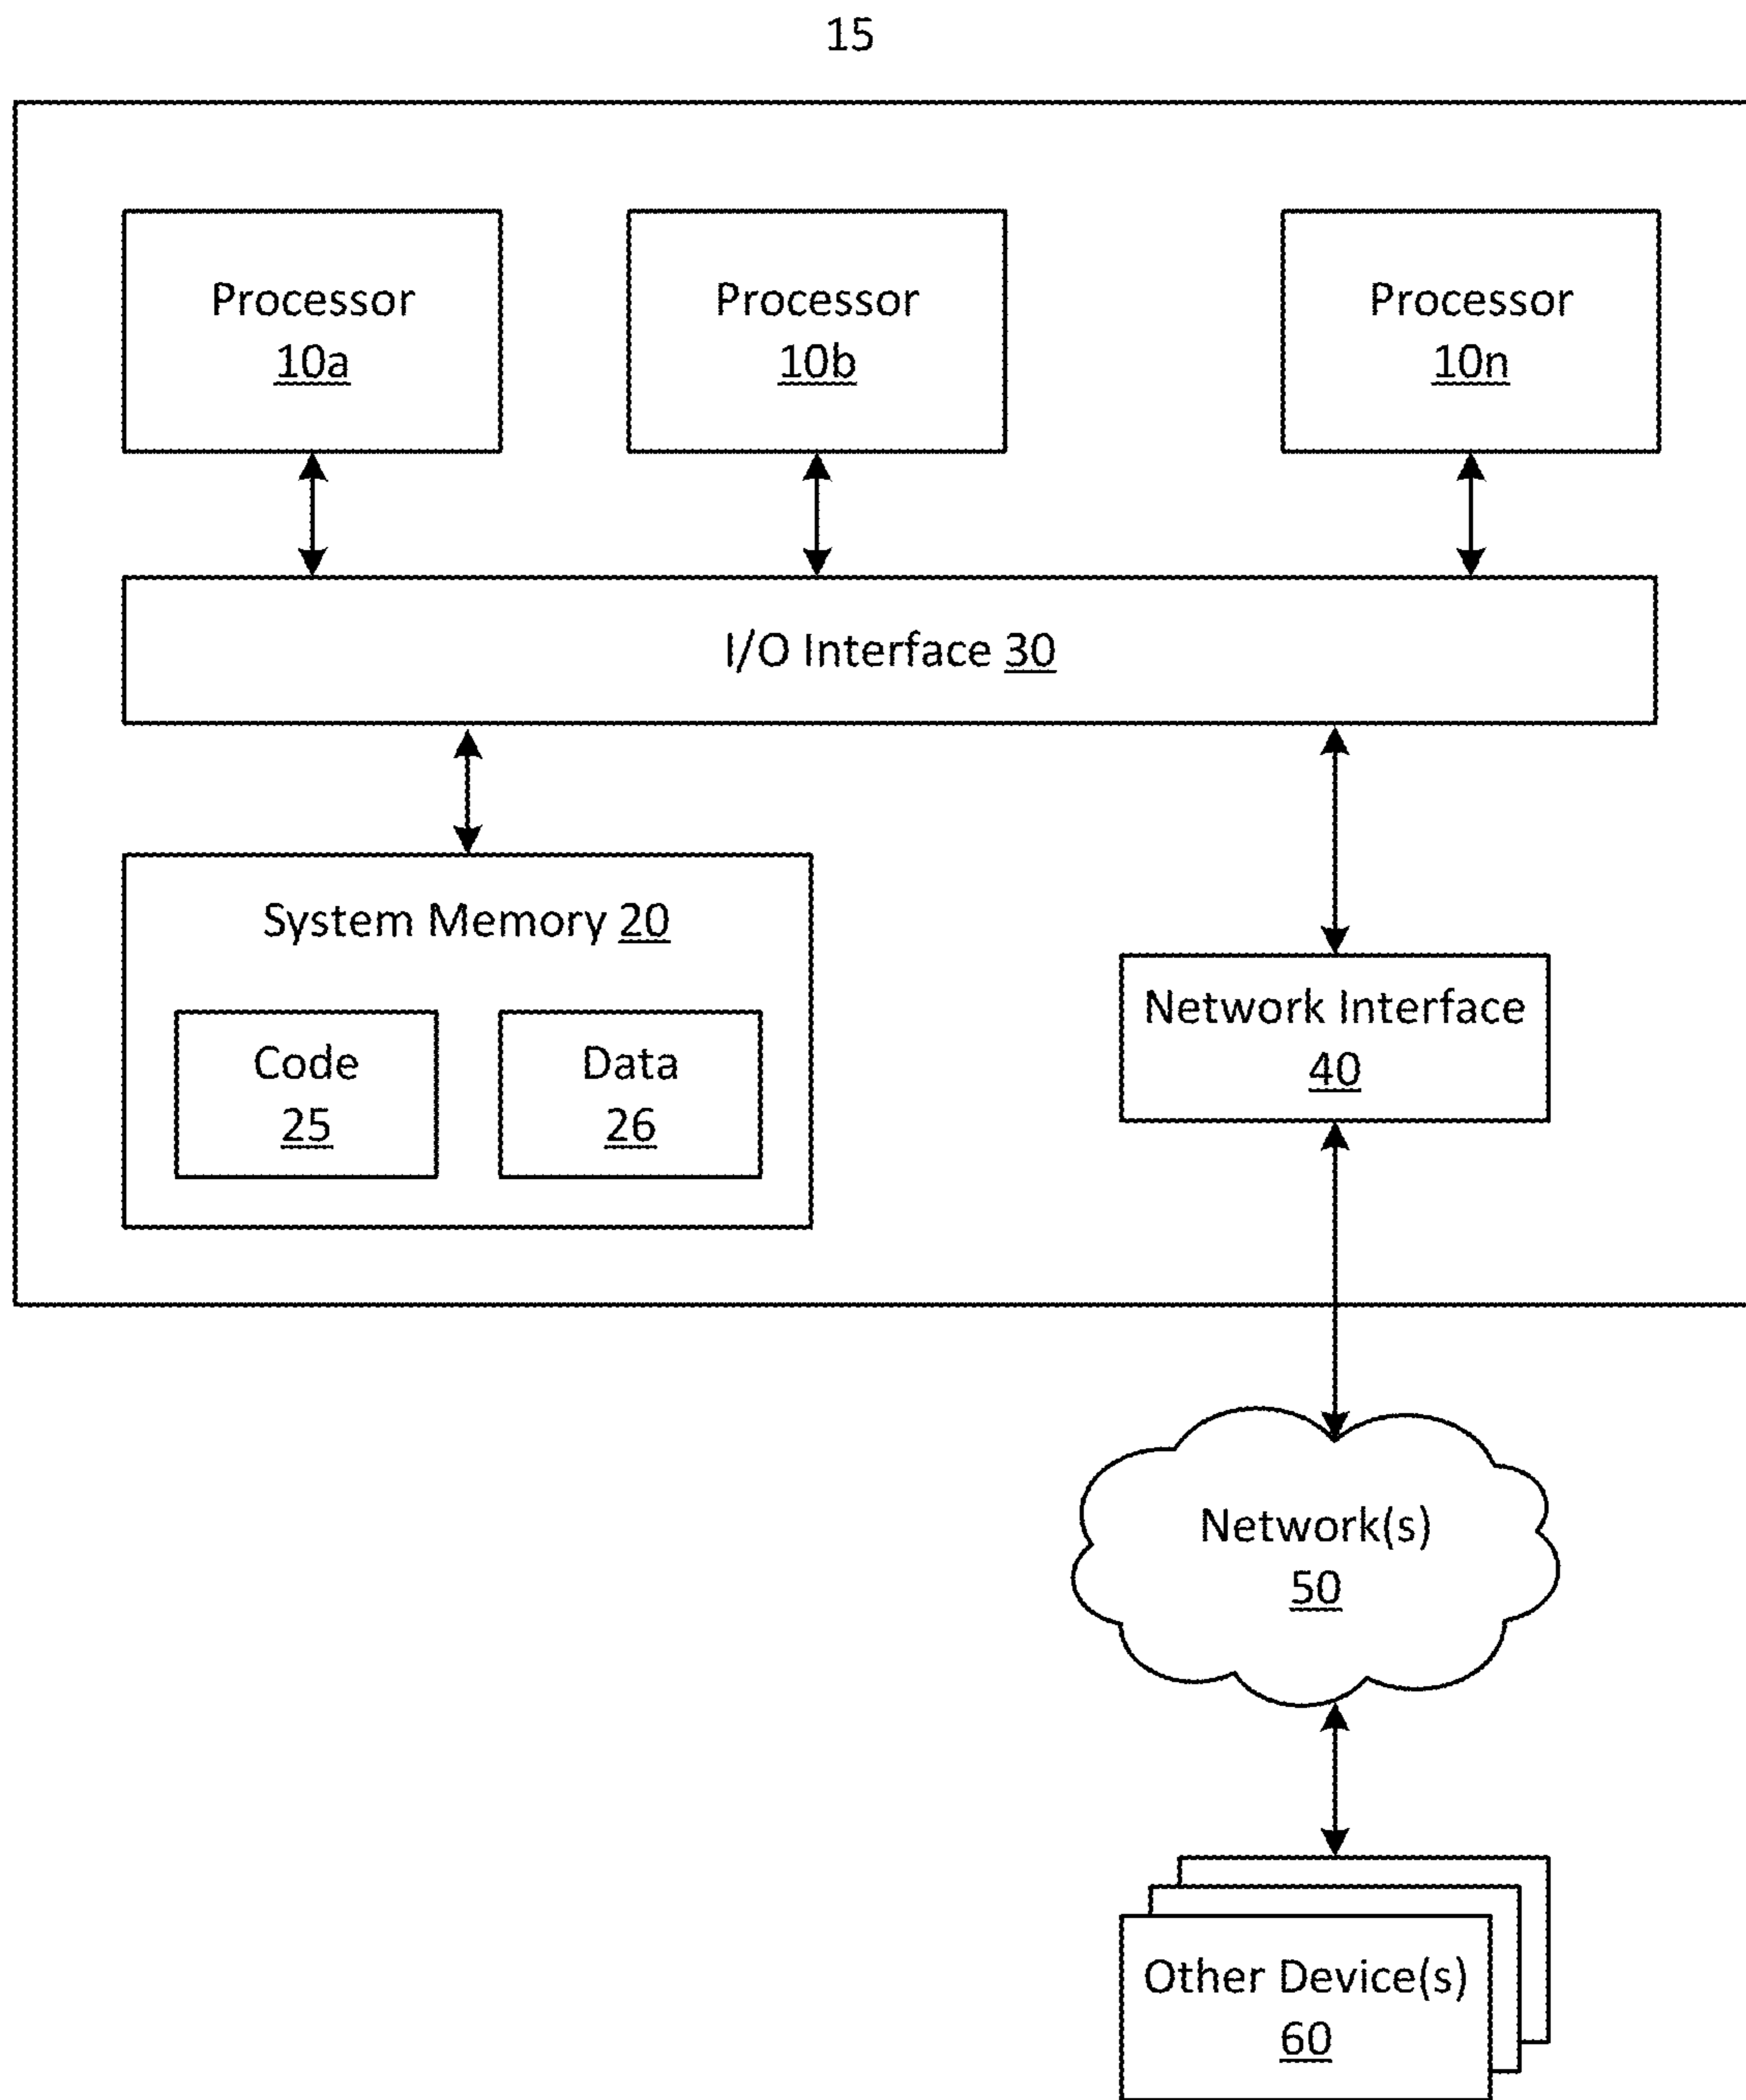 15
Processor
10a
Processor
10b
Processor
10n
I/O Interface 30
System Memory 20
Code
25
Data
26
Network Interface
40
Network(s)
50
Other Device(s)
60